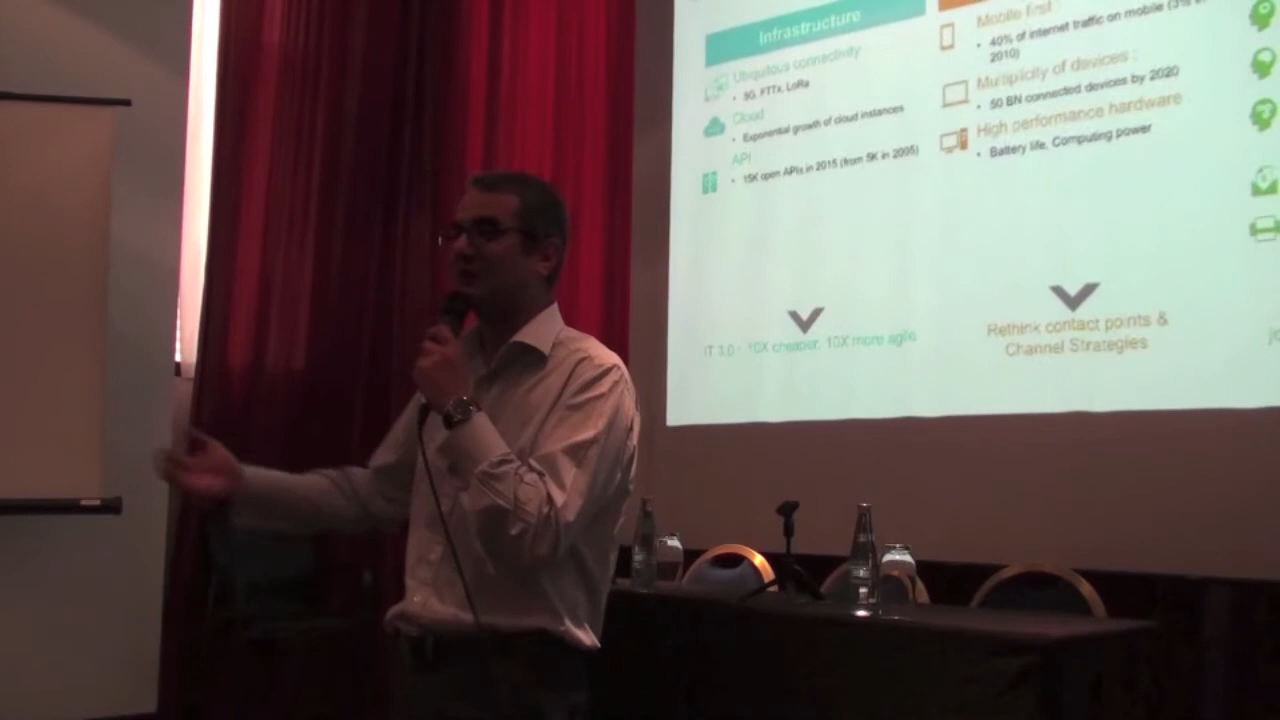 Infrastructure
Ubiquitous connectivity
• 5G, FTTx, LoRa
Cloud
• Exponential growth of cloud instances
API
• 15K open APIs in 2015 (from 5K in 2005)
IT 3.0 : 10X cheaper, 10X more agile
Mobile first :
• 40% of internet traffic on mobile (3% in
2010)
Multiplicity of devices :
• 50 BN connected devices by 2020
High performance hardware
• Battery life, Computing power
Rethink contact points &
Channel Strategies